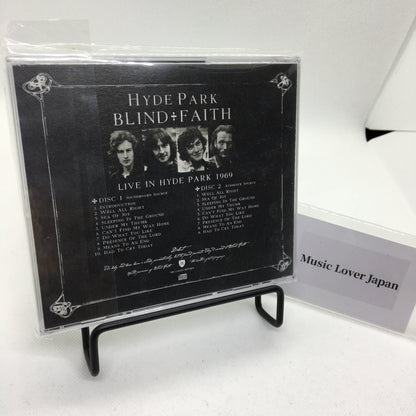 HYDE PARK
BLIND+FAITH
LIVE IN HYDE PARK 1969
DISC 1 SOUNDBOARD SOURCE
1. INTRODUCTION
2. WELL ALL RIGHT
3. SEA OF JOY
4. SLEEPING IN THE GROUND
5. UNDER MY THUMB
6. CAN'T FIND MY WAY HOME
7. DO WHAT YOU LIKE
8. PRESENCE OF THE LORD
9. MEANS TO AN END
10. HAD TO CRY TODAY
DISC 2 AUDIENCE SOURCE
1. WELL ALL RIGHT
2. SEA OF JOY
3. SLEEPING IN THE GROUND
4. UNDER MY THUMB
5. CAN'T FIND MY WAY HOME
6. DO WHAT YOU LIKE
7. PRESENCE OF THE LORD
8. MEANS TO AN END
9. HAD TO CRY TODAY
Music Lover Japan